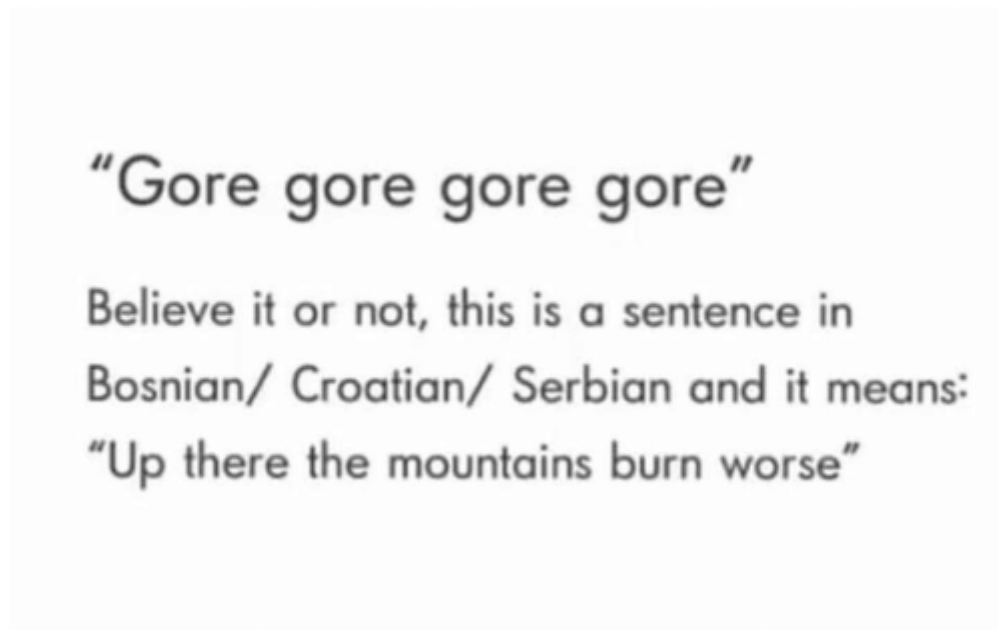 “Gore gore gore gore”
Believe it or not, this is a sentence in
Bosnian/ Croatian/ Serbian and it means:
“Up there the mountains burn worse”